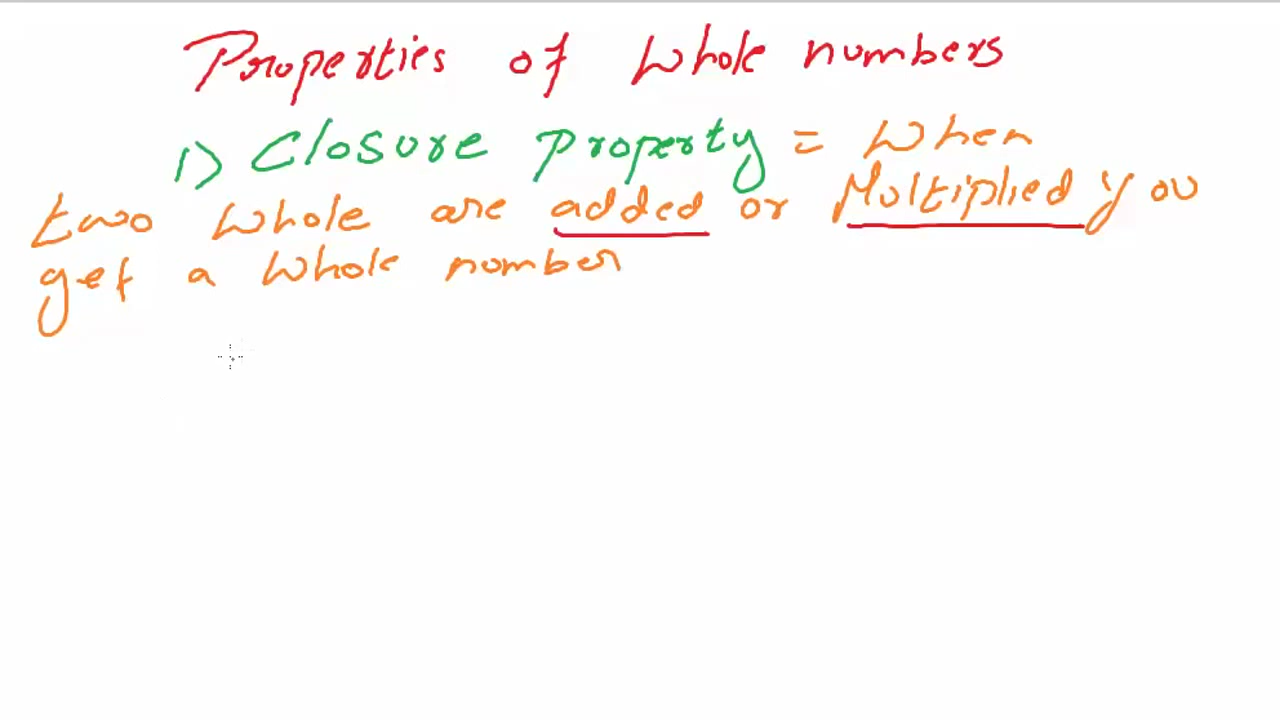 Properties of Whole numbers
1) Closure Property = When
two whole are added or Multiplied you
get a whole number